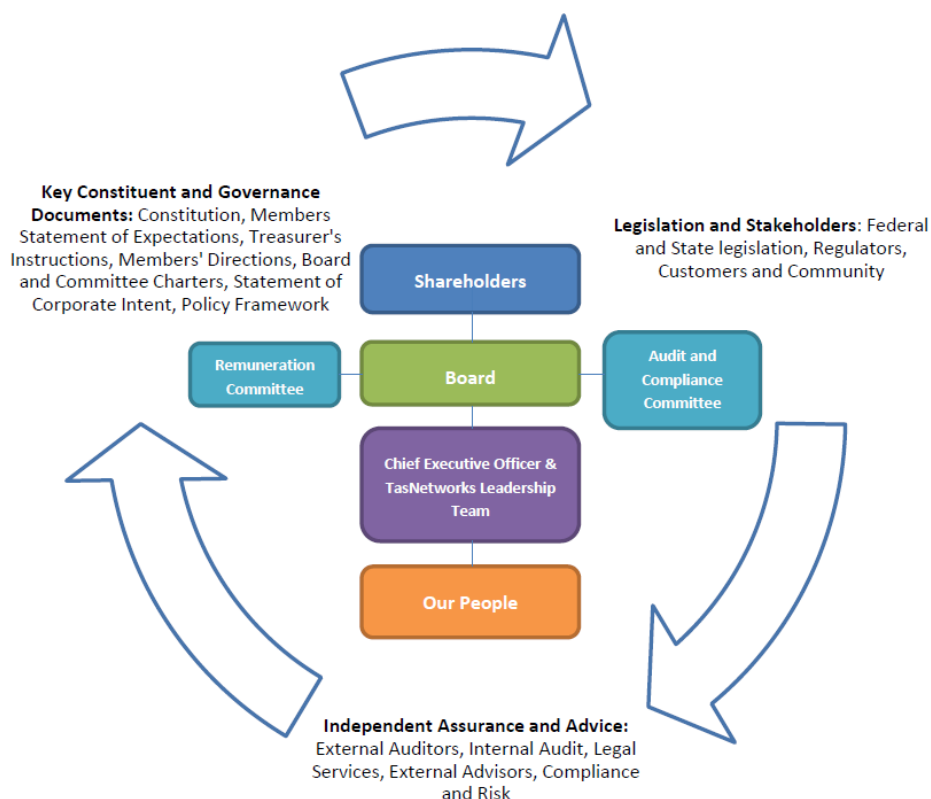 Key Constituent and Governance
Documents: Constitution, Members
Statement of Expectations, Treasurer's
Instructions, Members' Directions, Board
and Committee Charters, Statement of
Corporate Intent, Policy Framework
Legislation and Stakeholders: Federal
and State legislation, Regulators,
Customers and Community
Shareholders
Remuneration
Committee
Board
Audit and
Compliance
Committee
Chief Executive Officer &
TasNetworks Leadership
Team
Our People
Independent Assurance and Advice:
External Auditors, Internal Audit, Legal
Services, External Advisors, Compliance
and Risk